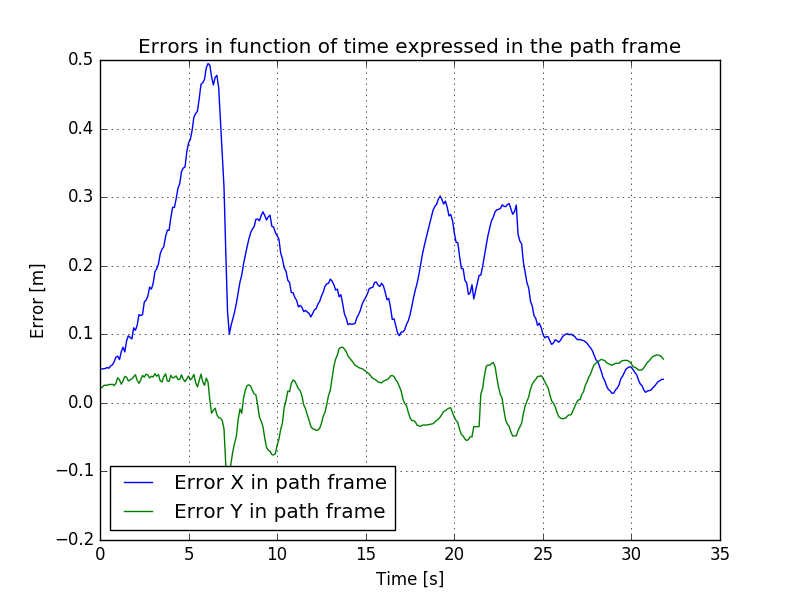 Errors in function of time expressed in the path frame
0.5
0.4
0.3
0.2
0.1
0.0
−0.1
−0.2
Error [m]
Error X in path frame
Error Y in path frame
0 5 10 15 20 25 30 35
Time [s]